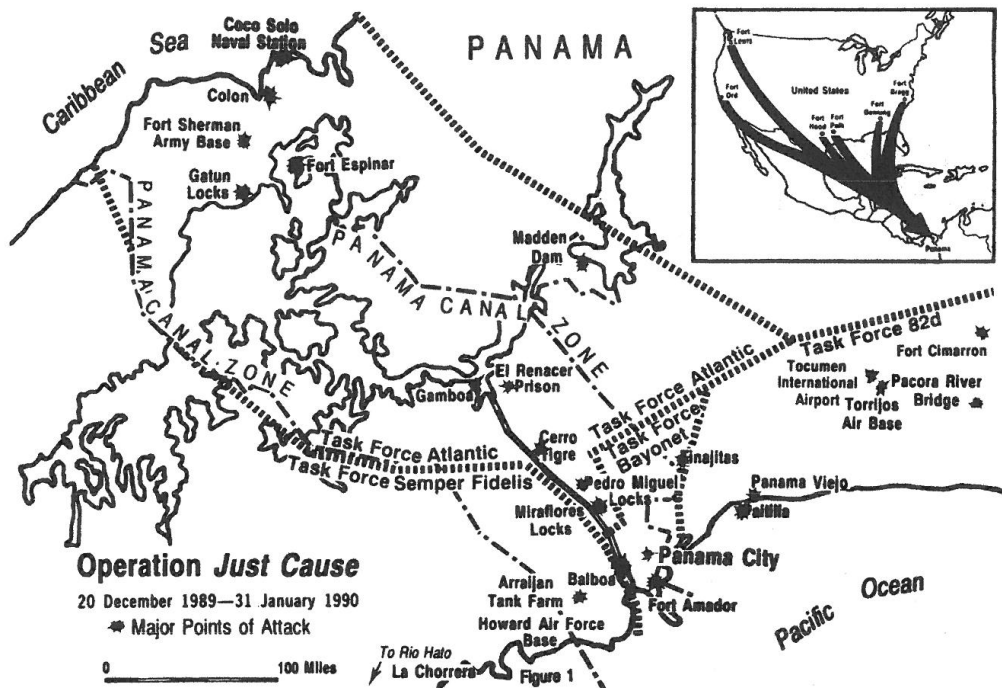 PANAMA
Caribbean
Sea
Coco Solo
Naval Station
Colon
Fort Sherman
Army Base
Fort Espinar
Gatun
Locks
PANAMA CANAL ZONE
PANAMA CANAL ZONE
Madden
Dam
El Renacer
Prison
Gamboa
Task Force Atlantic
Task Force Semper Fidelis
Cerro
Tigre
Task Force Atlantic
Task Force
Bayonet
Task Force 82d
Fort Cimarron
Tocumen
International
Airport
Torrijos
Air Base
Pacora River
Bridge
Pedro Miguel
Locks
Miraflores
Locks
Panama Viejo
Paitilla
Panama City
Balboa
Fort Amador
Arraijan
Tank Farm
Howard Air Force
Base
To Rio Hato
La Chorrera
Figure 1
Pacific Ocean
Operation Just Cause
20 December 1989—31 January 1990
Major Points of Attack
0 100 Miles
Fort
Lewis
Fort
Ord
United States
Fort
Hood
Fort
Polk
Fort
Benning
Fort
Bragg
Panama